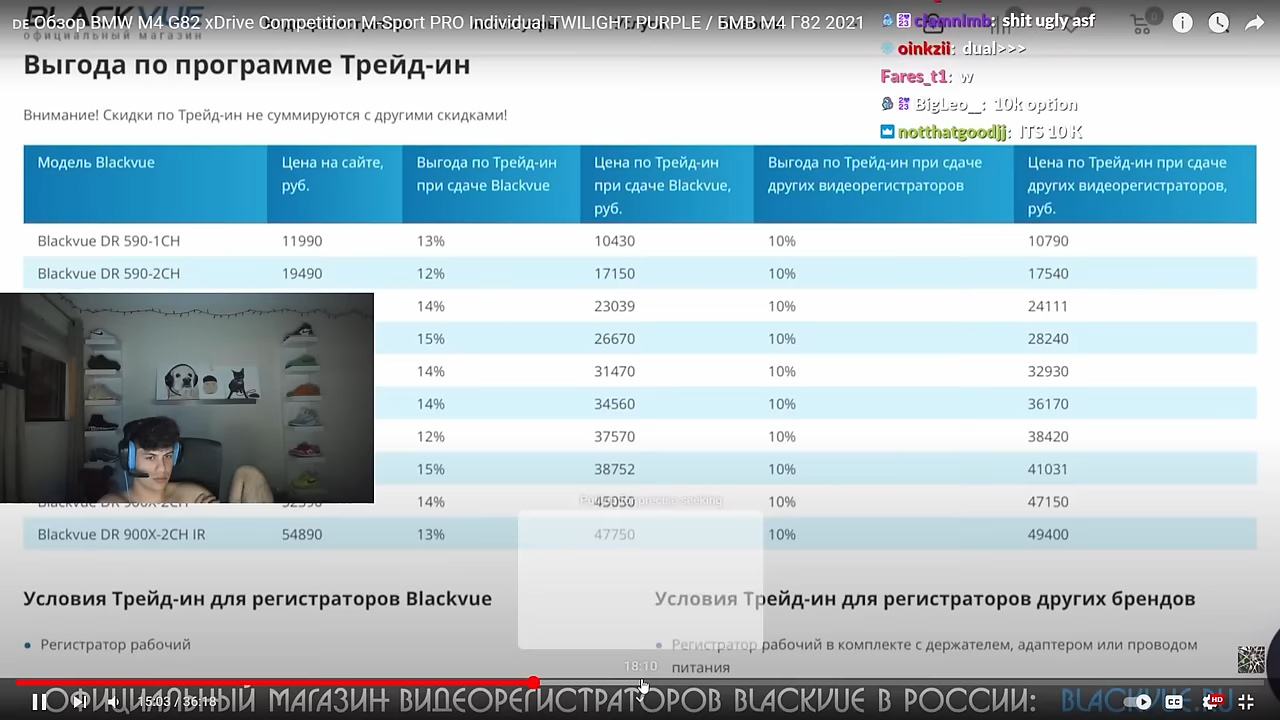 DE Обзор BMW M4 G82 xDrive Competition M-Sport PRO Individual TWILIGHT PURPLE / БМВ М4 Г82 2021
официальный магазин
c1emnlmb: shit ugly asf
oinkzii: dual>>>
Fares_t1: w
BigLeo__: 10k option
notthatgoodjj: ITS 10 K
Выгода по программе Трейд-ин
Внимание! Скидки по Трейд-ин не суммируются с другими скидками!
Модель Blackvue
Цена на сайте, руб.
Выгода по Трейд-ин при сдаче Blackvue
Цена по Трейд-ин при сдаче Blackvue, руб.
Выгода по Трейд-ин при сдаче других видеорегистраторов
Цена по Трейд-ин при сдаче других видеорегистраторов, руб.
Blackvue DR 590-1CH 11990 13% 10430 10% 10790
Blackvue DR 590-2CH 19490 12% 17150 10% 17540
14% 23039 10% 24111
15% 26670 10% 28240
14% 31470 10% 32930
14% 34560 10% 36170
12% 37570 10% 38420
15% 38752 10% 41031
14% 45050 10% 47150
Blackvue DR 900X-2CH IR 54890 13% 47750 10% 49400
Условия Трейд-ин для регистраторов Blackvue
Регистратор рабочий
Условия Трейд-ин для регистраторов других брендов
Регистратор рабочий в комплекте с держателем, адаптером или проводом
питания
18:10
ОФИЦИАЛЬНЫЙ МАГАЗИН ВИДЕОРЕГИСТРАТОРОВ BLACKVUE В РОССИИ: BLACKVUE.RU
15:03 / 36:18
CC
HD